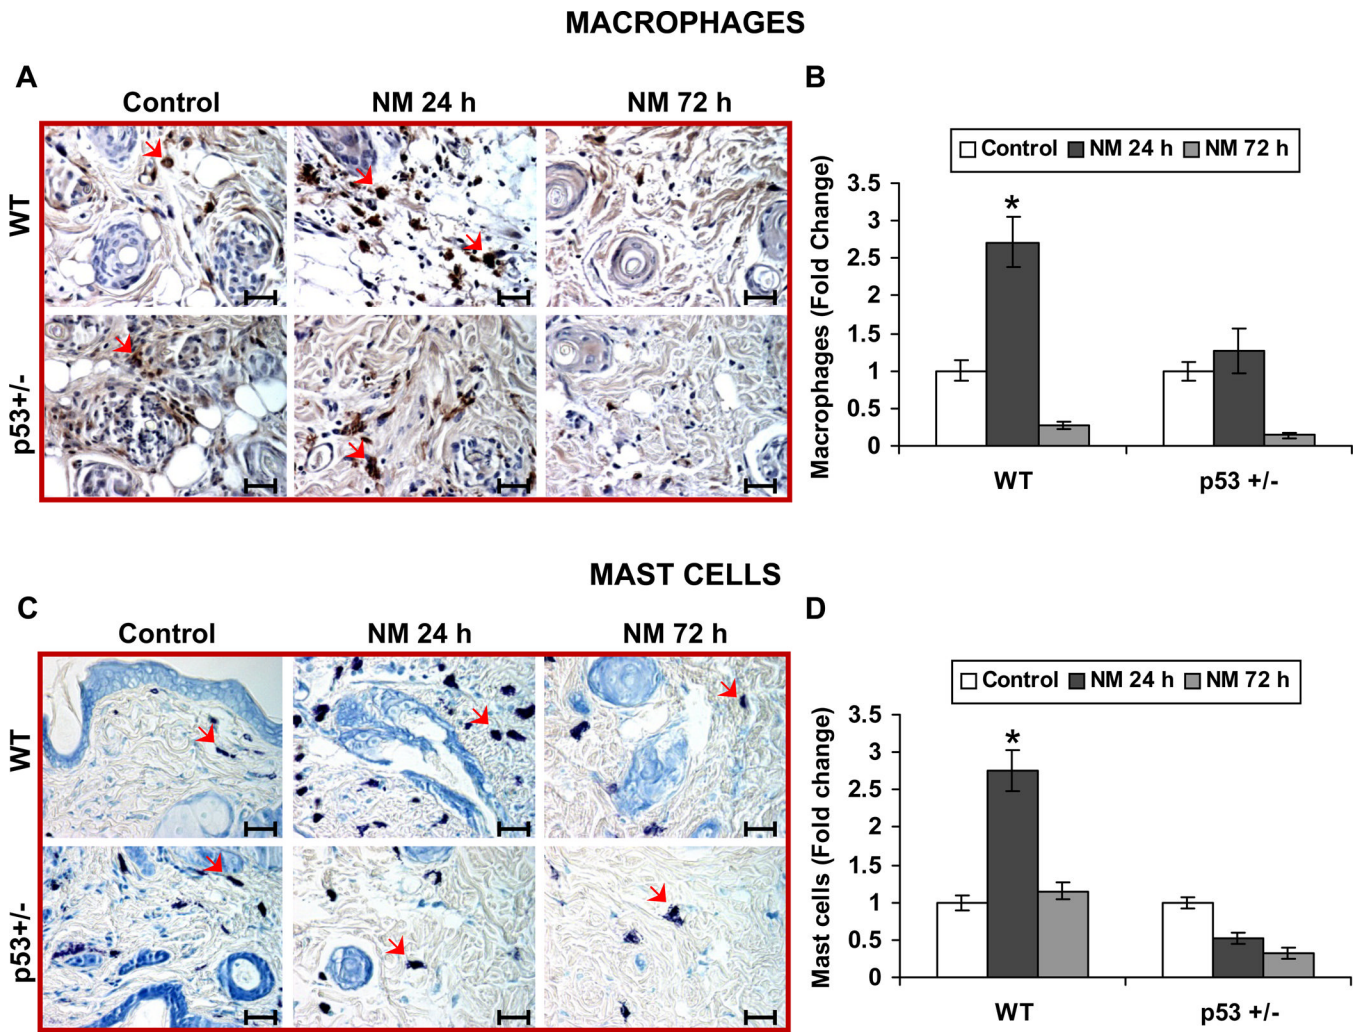 MACROPHAGES
A
Control
NM 24 h
NM 72 h
WT
p53+/-
B
Control NM 24 h NM 72 h
Macrophages (Fold Change)
3.5
3
2.5
2
1.5
1
0.5
0
*
WT
p53 +/-
MAST CELLS
C
Control
NM 24 h
NM 72 h
WT
p53+/-
D
Control NM 24 h NM 72 h
Mast cells (Fold change)
3.5
3
2.5
2
1.5
1
0.5
0
*
WT
p53 +/-